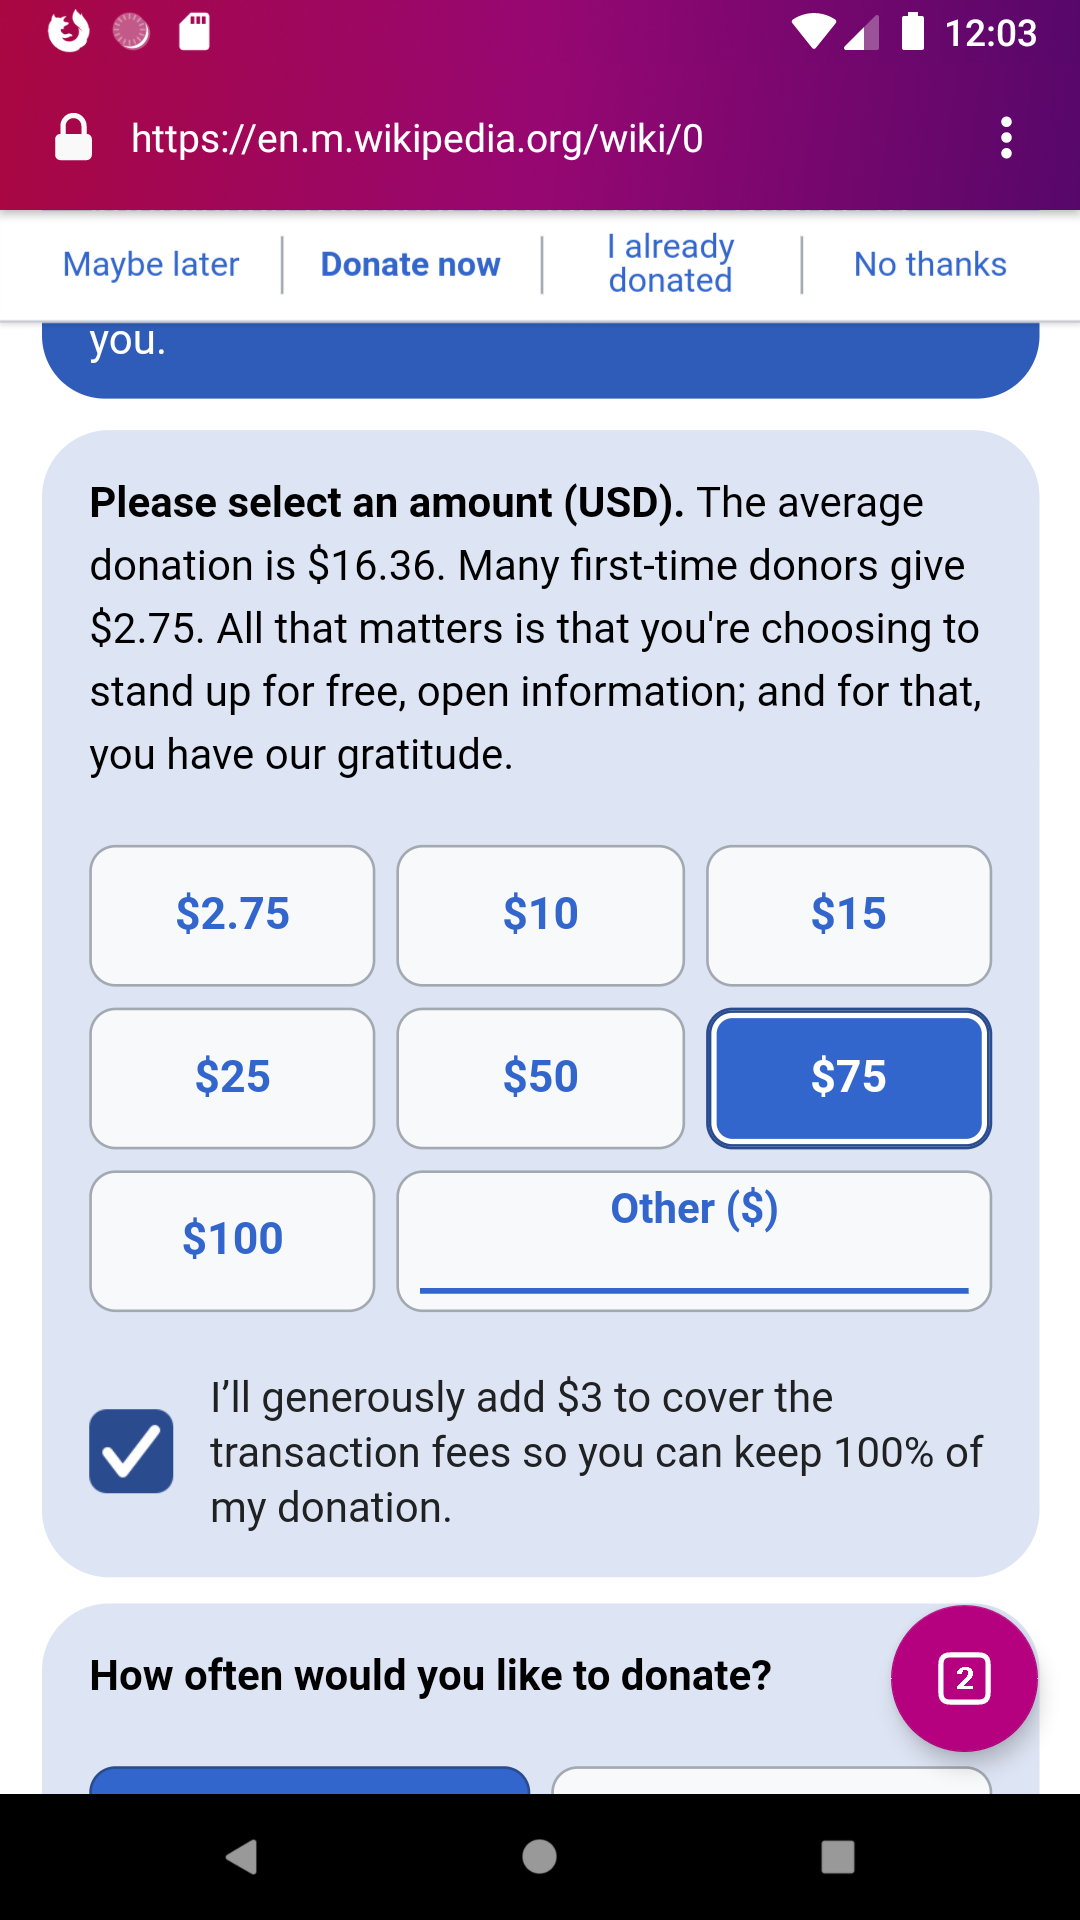 12:03
https://en.m.wikipedia.org/wiki/0
Maybe later
Donate now
I already
donated
No thanks
you.
Please select an amount (USD). The average
donation is $16.36. Many first-time donors give
$2.75. All that matters is that you're choosing to
stand up for free, open information; and for that,
you have our gratitude.
$2.75
$10
$15
$25
$50
$75
$100
Other ($)
I’ll generously add $3 to cover the
transaction fees so you can keep 100% of
my donation.
How often would you like to donate?
2